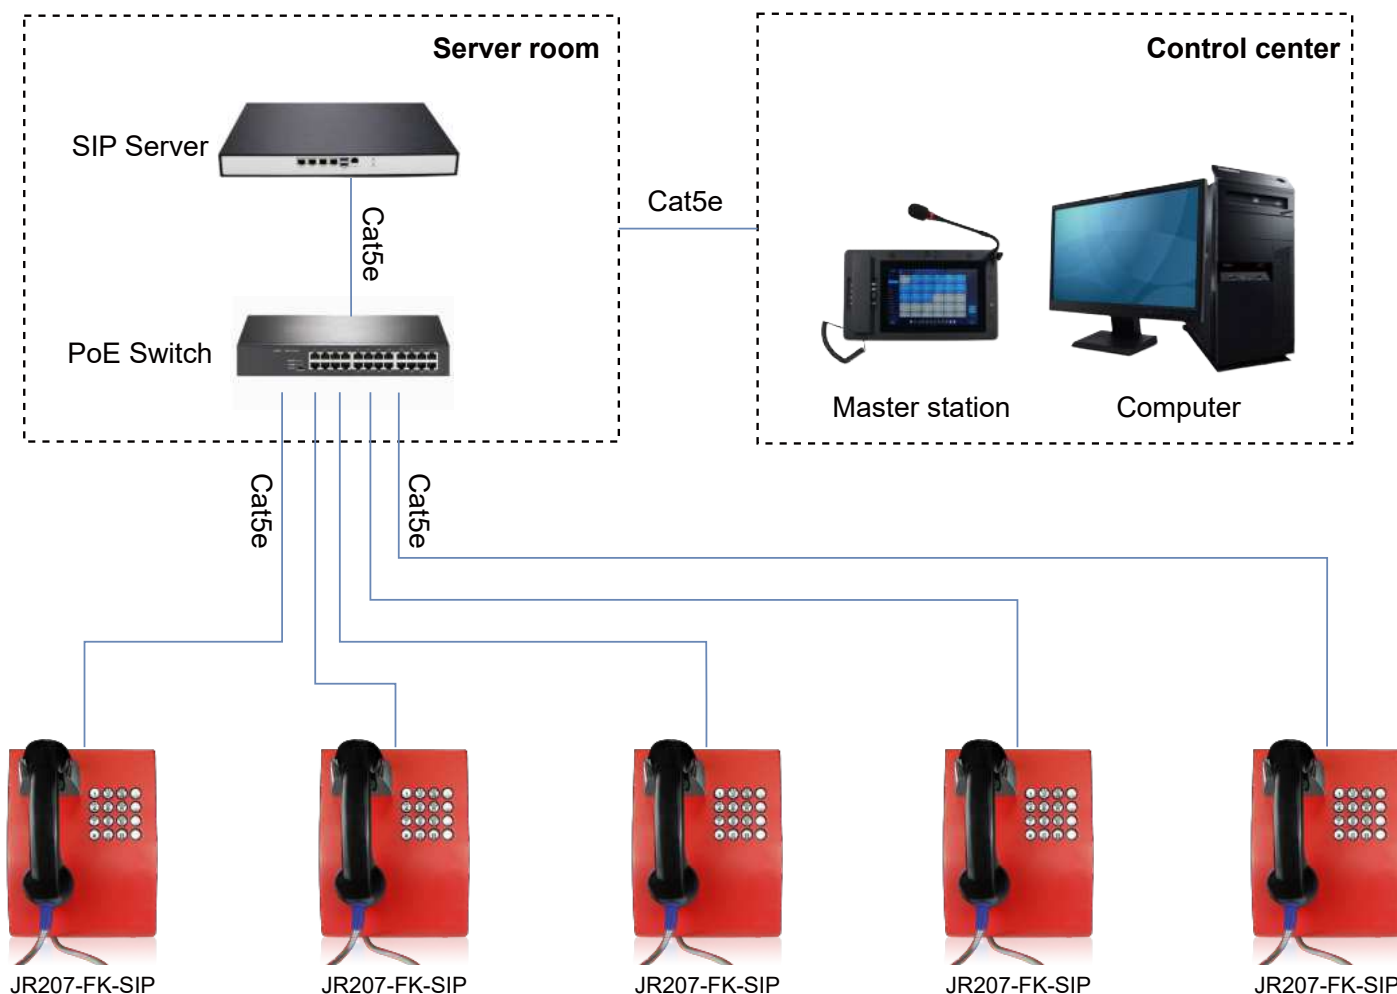 Server room
Control center
SIP Server
Cat5e
Cat5e
PoE Switch
Master station
Computer
Cat5e
Cat5e
JR207-FK-SIP
JR207-FK-SIP
JR207-FK-SIP
JR207-FK-SIP
JR207-FK-SIP